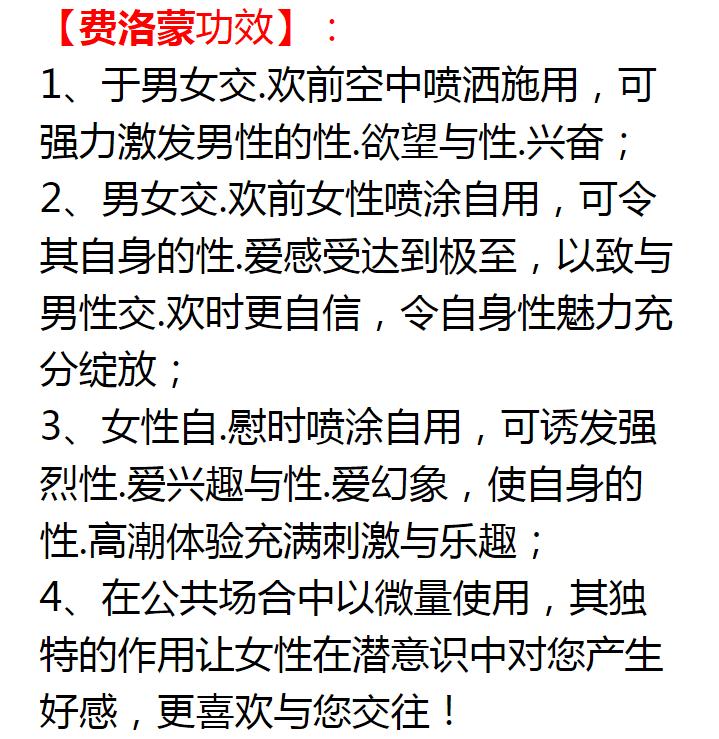 【费洛蒙功效】：
1、于男女交.欢前空中喷洒施用，可
强力激发男性的性.欲望与性.兴奋；
2、男女交.欢前女性喷涂自用，可令
其自身的性.爱感受达到极至，以致与
男性交.欢时更自信，令自身性魅力充
分绽放；
3、女性自.慰时喷涂自用，可诱发强
烈性.爱兴趣与性.爱幻象，使自身的
性.高潮体验充满刺激与乐趣；
4、在公共场合中以微量使用，其独
特的作用让女性在潜意识中对您产生
好感，更喜欢与您交往！